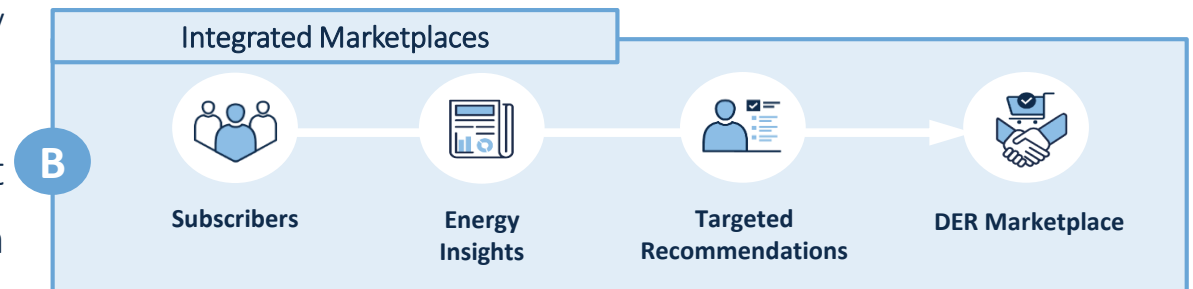 Integrated Marketplaces
B
Subscribers
Energy
Insights
Targeted
Recommendations
DER Marketplace